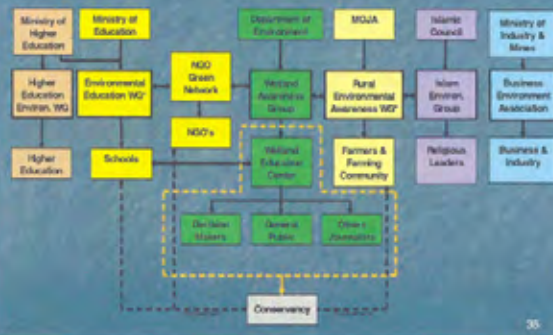 Ministry of
Higher
Education
Ministry of
Education
Department of
Environment
MOJA
Islamic
Council
Ministry of
Industry &
Mines
Higher
Education
Environ. WG
Environmental
Education WG*
NGO
Green
Network
Wetland
Awareness
Group
Rural
Environmental
Awareness WG*
Islam
Environ.
Group
Business
Environment
Association
NGO's
Higher
Education
Schools
Wetland
Education
Center
Farmers &
Farming
Community
Religious
Leaders
Business &
Industry
Decision
Makers
General
Public
Other:
Journalists
Conservancy
35